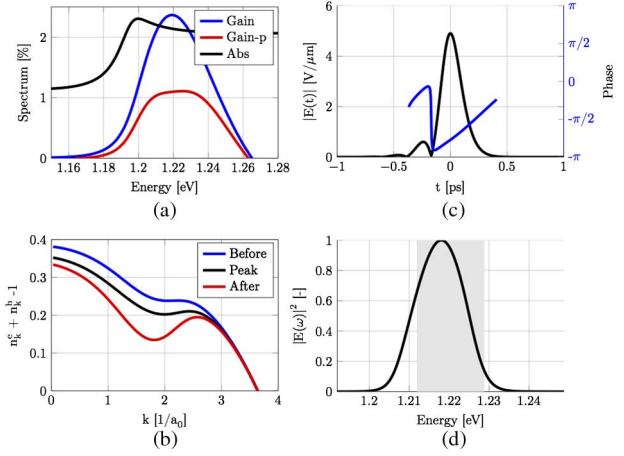 Gain
Gain-p
Abs
Spectrum [%]
2
1
0
1.16 1.18 1.2 1.22 1.24 1.26 1.28
Energy [eV]
(a)
|E(t)| [V/μm]
6
4
2
0
π
π/2
0
-π/2
-π
Phase
−1 −0.5 0 0.5 1
t [ps]
(c)
Before
Peak
After
n_k^e + n_k^h -1
0.4
0.3
0.2
0.1
0
0 1 2 3 4
k [1/a₀]
(b)
|E(ω)|² [-]
1
0.8
0.6
0.4
0.2
0
1.2 1.21 1.22 1.23 1.24
Energy [eV]
(d)